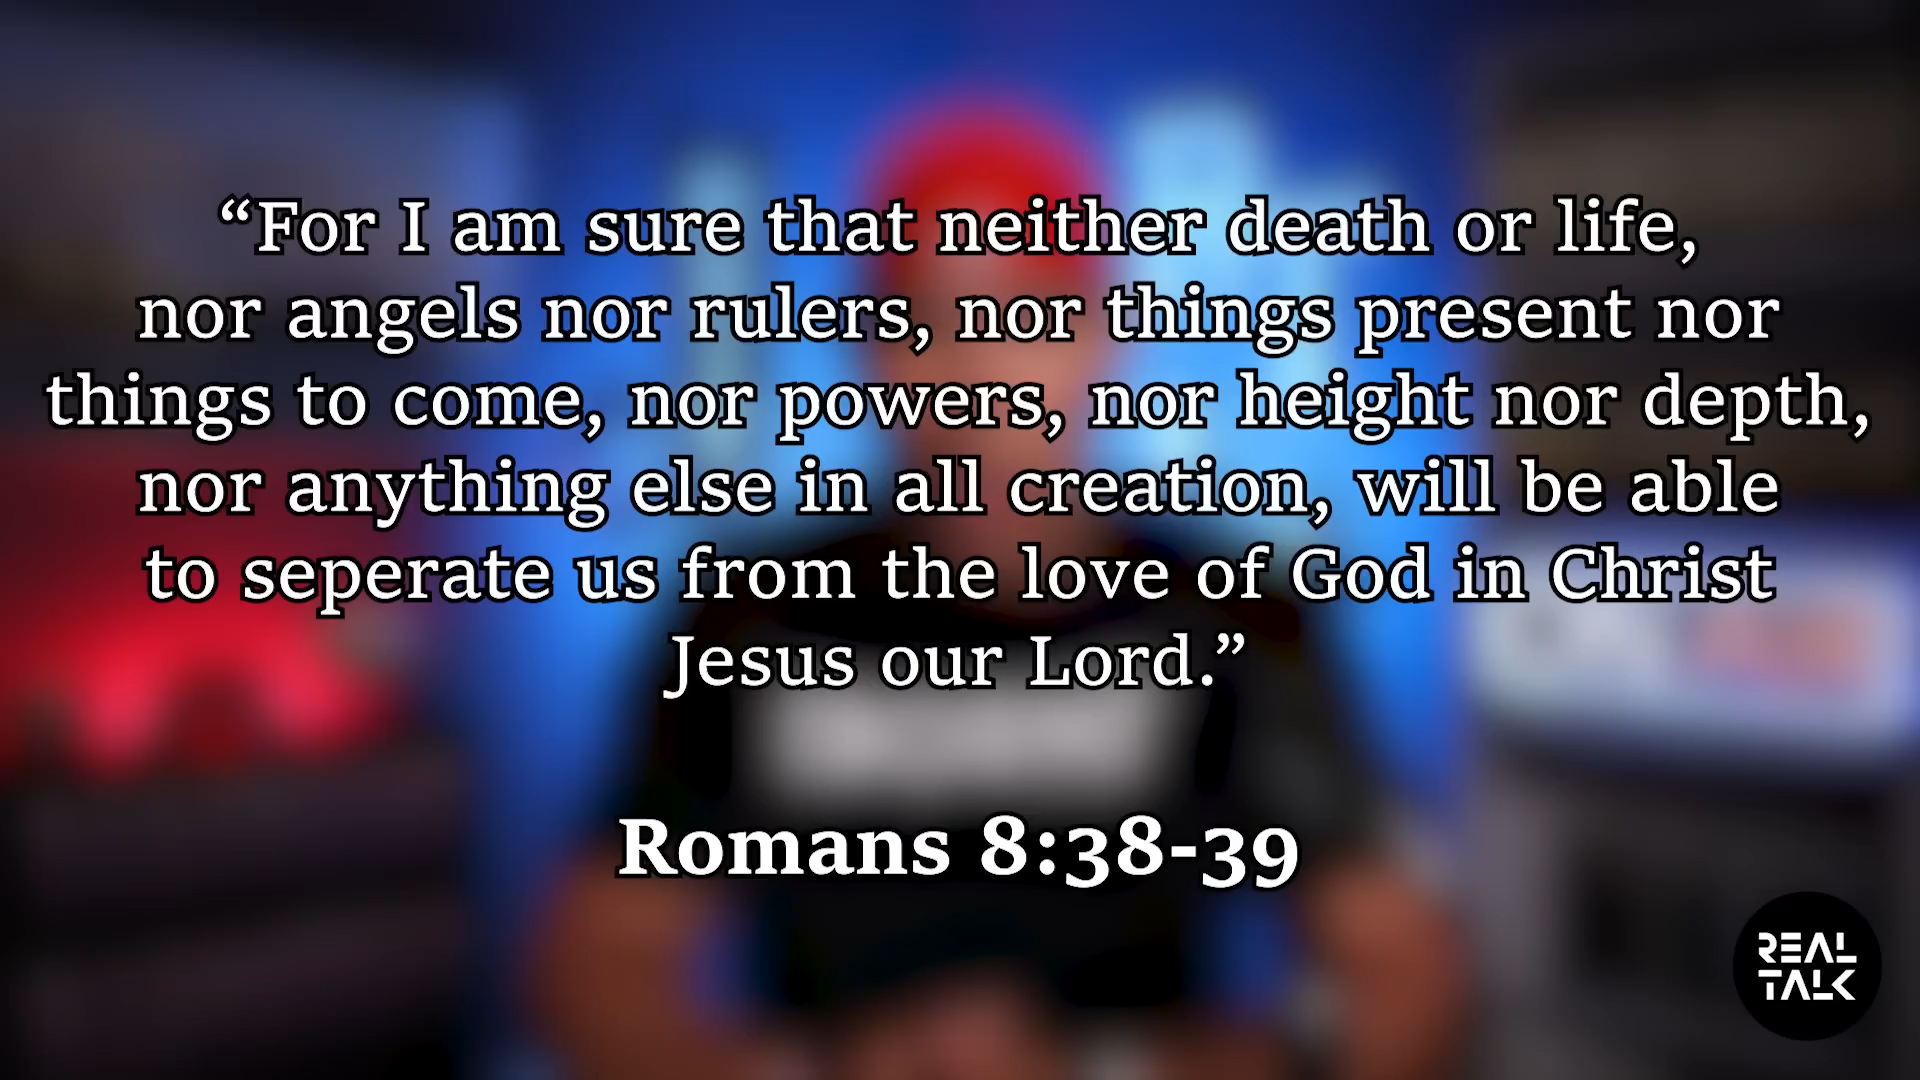 “For I am sure that neither death or life,
nor angels nor rulers, nor things present nor
things to come, nor powers, nor height nor depth,
nor anything else in all creation, will be able
to seperate us from the love of God in Christ
Jesus our Lord.”
Romans 8:38-39
REAL
TALK